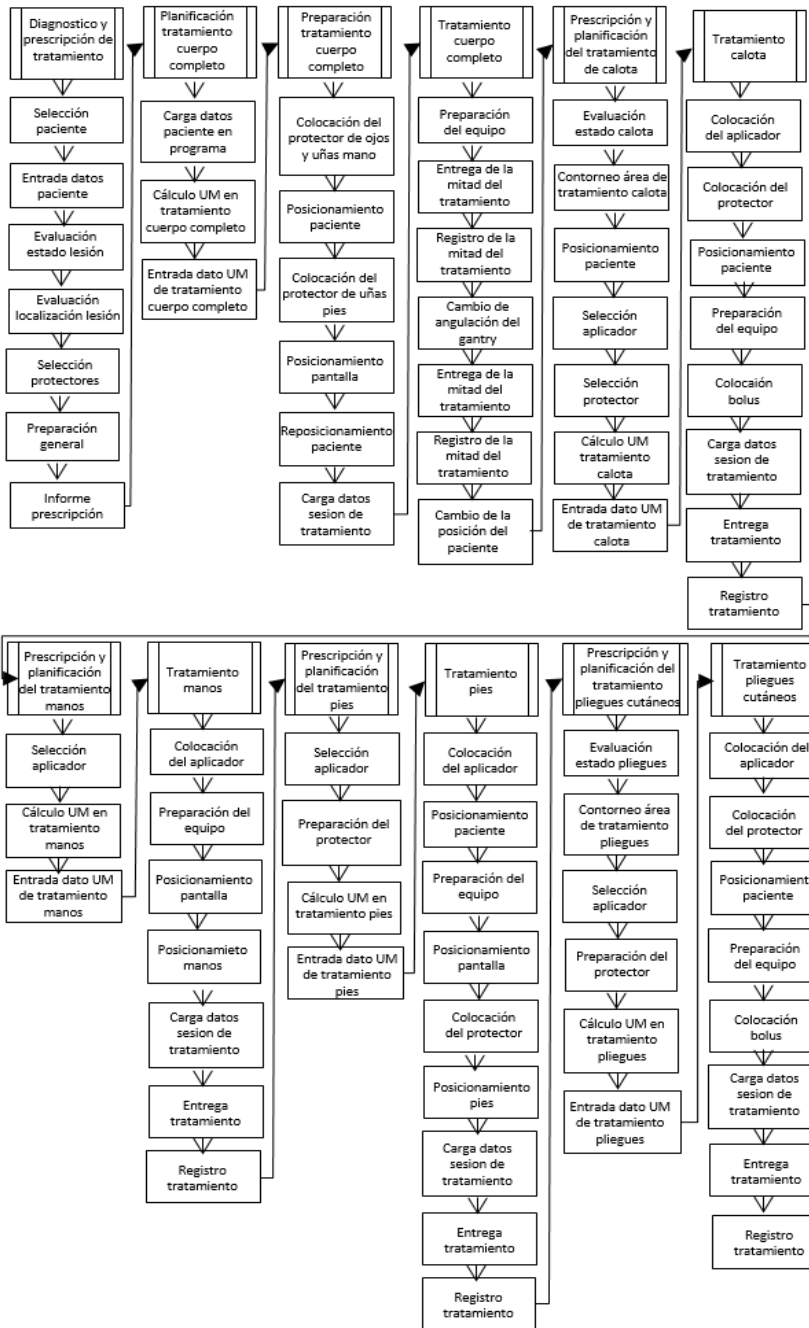 Diagnostico y
prescripción de
tratamiento
Selección
paciente
Entrada datos
paciente
Evaluación
estado lesión
Evaluación
localización lesión
Selección
protectores
Preparación
general
Informe
prescripción
Planificación
tratamiento
cuerpo
completo
Carga datos
paciente en
programa
Cálculo UM en
tratamiento
cuerpo completo
Entrada dato UM
de tratamiento
cuerpo completo
Preparación
tratamiento
cuerpo
completo
Colocación del
protector de ojos
y uñas mano
Posicionamiento
paciente
Colocación del
protector de uñas
pies
Posicionamiento
pantalla
Reposicionamiento
paciente
Carga datos
sesion de
tratamiento
Tratamiento
cuerpo
completo
Preparación
del equipo
Entrega de la
mitad del
tratamiento
Registro de la
mitad del
tratamiento
Cambio de
angulación del
gantry
Entrega de la
mitad del
tratamiento
Registro de la
mitad del
tratamiento
Cambio de la
posición del
paciente
Prescripción y
planificación
del tratamiento
de calota
Evaluación
estado calota
Contorneo área de
tratamiento calota
Posicionamiento
paciente
Selección
aplicador
Selección
protector
Cálculo UM
tratamiento
calota
Entrada dato UM
de tratamiento
calota
Tratamiento
calota
Colocación
del aplicador
Colocación del
protector
Posicionamiento
paciente
Preparación
del equipo
Colocaión
bolus
Carga datos
sesion de
tratamiento
Entrega
tratamiento
Registro
tratamiento
Prescripción y
planificación
del tratamiento
manos
Selección
aplicador
Cálculo UM en
tratamiento
manos
Entrada dato UM
de tratamiento
manos
Tratamiento
manos
Colocación
del aplicador
Preparación del
equipo
Posicionamiento
pantalla
Posicionamieto
manos
Carga datos
sesion de
tratamiento
Entrega
tratamiento
Registro
tratamiento
Prescripción y
planificación
del tratamiento
pies
Selección
aplicador
Preparación del
protector
Cálculo UM en
tratamiento pies
Entrada dato UM
de tratamiento
pies
Tratamiento
pies
Colocación
del aplicador
Posicionamiento
paciente
Preparación del
equipo
Posicionamiento
pantalla
Colocación
del protector
Posicionamiento
pies
Carga datos
sesion de
tratamiento
Entrega
tratamiento
Registro
tratamiento
Prescripción y
planificación del
tratamiento
pliegues cutáneos
Evaluación
estado pliegues
Contorneo área
de tratamiento
pliegues
Selección
aplicador
Preparación del
protector
Cálculo UM en
tratamiento
pliegues
Entrada dato UM
de tratamiento
pliegues
Tratamiento
pliegues
cutáneos
Colocación del
aplicador
Colocación
del protector
Posicionamient
paciente
Preparación
del equipo
Colocación
bolus
Carga datos
sesion de
tratamiento
Entrega
tratamiento
Registro
tratamiento